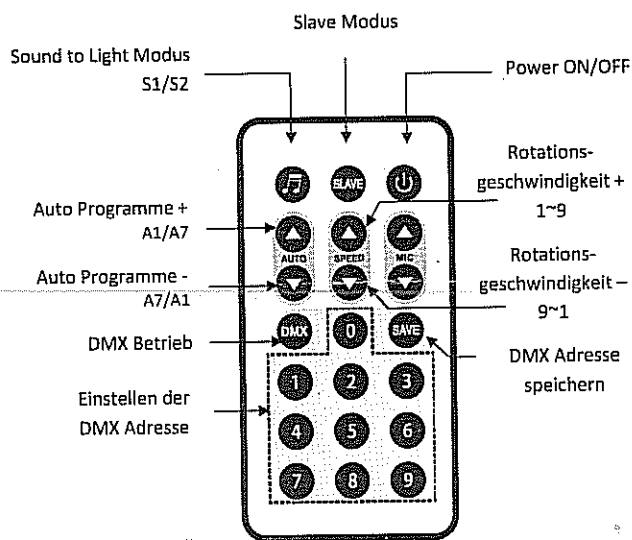 Slave Modus
Sound to Light Modus
S1/S2
Power ON/OFF
SLAVE
Rotations-
geschwindigkeit +
1~9
Auto Programme +
A1/A7
AUTO
SPEED
MIC
Auto Programme -
A7/A1
Rotations-
geschwindigkeit –
9~1
DMX Betrieb
DMX
0
SAVE
DMX Adresse
speichern
Einstellen der
DMX Adresse
1 2 3
4 5 6
7 8 9